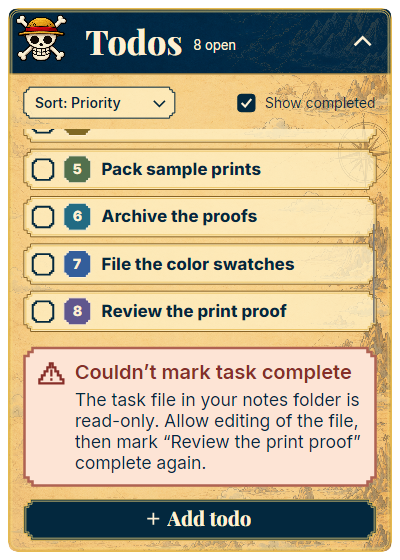 Todos 8 open
Sort: Priority Show completed
5 Pack sample prints
6 Archive the proofs
7 File the color swatches
8 Review the print proof
Couldn’t mark task complete
The task file in your notes folder is
read-only. Allow editing of the file,
then mark “Review the print proof”
complete again.
+ Add todo